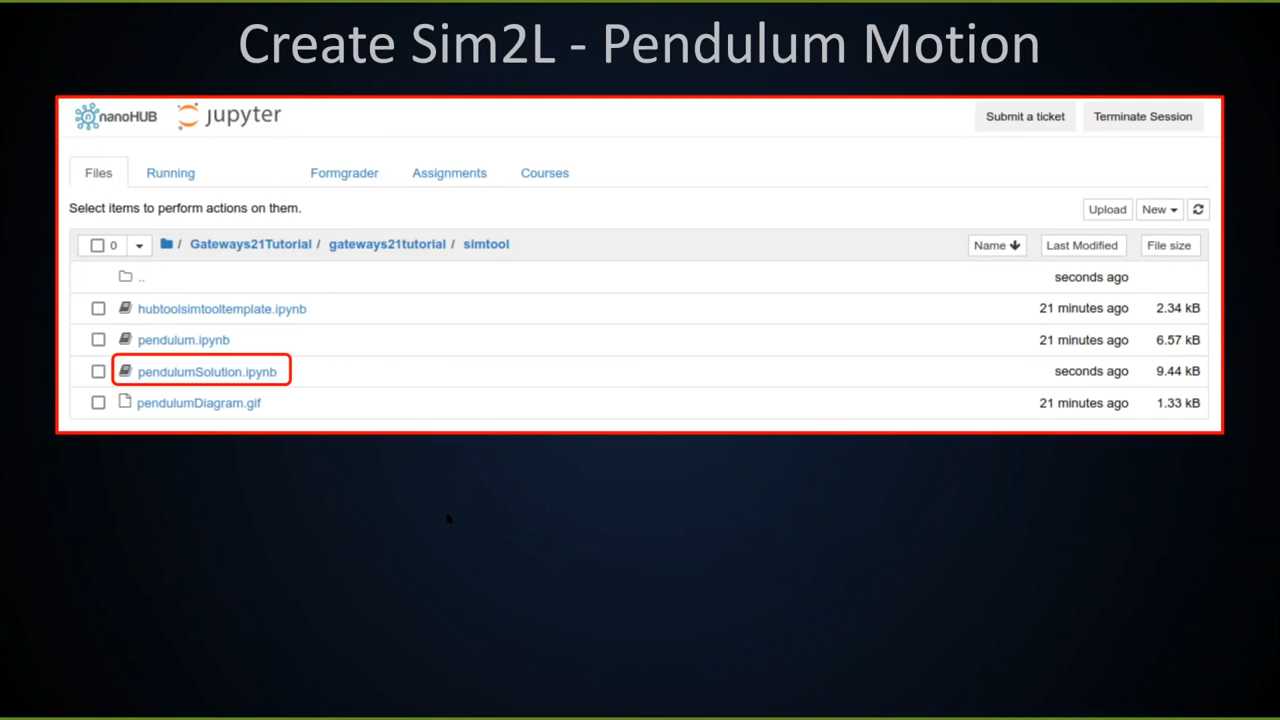 Create Sim2L - Pendulum Motion
nanoHUB jupyter Submit a ticket Terminate Session
Files Running Formgrader Assignments Courses
Select items to perform actions on them. Upload New
0 / Gateways21Tutorial / gateways21tutorial / simtool Name Last Modified File size
.. seconds ago
hubtoolsimtooltemplate.ipynb 21 minutes ago 2.34 kB
pendulum.ipynb 21 minutes ago 6.57 kB
pendulumSolution.ipynb seconds ago 9.44 kB
pendulumDiagram.gif 21 minutes ago 1.33 kB